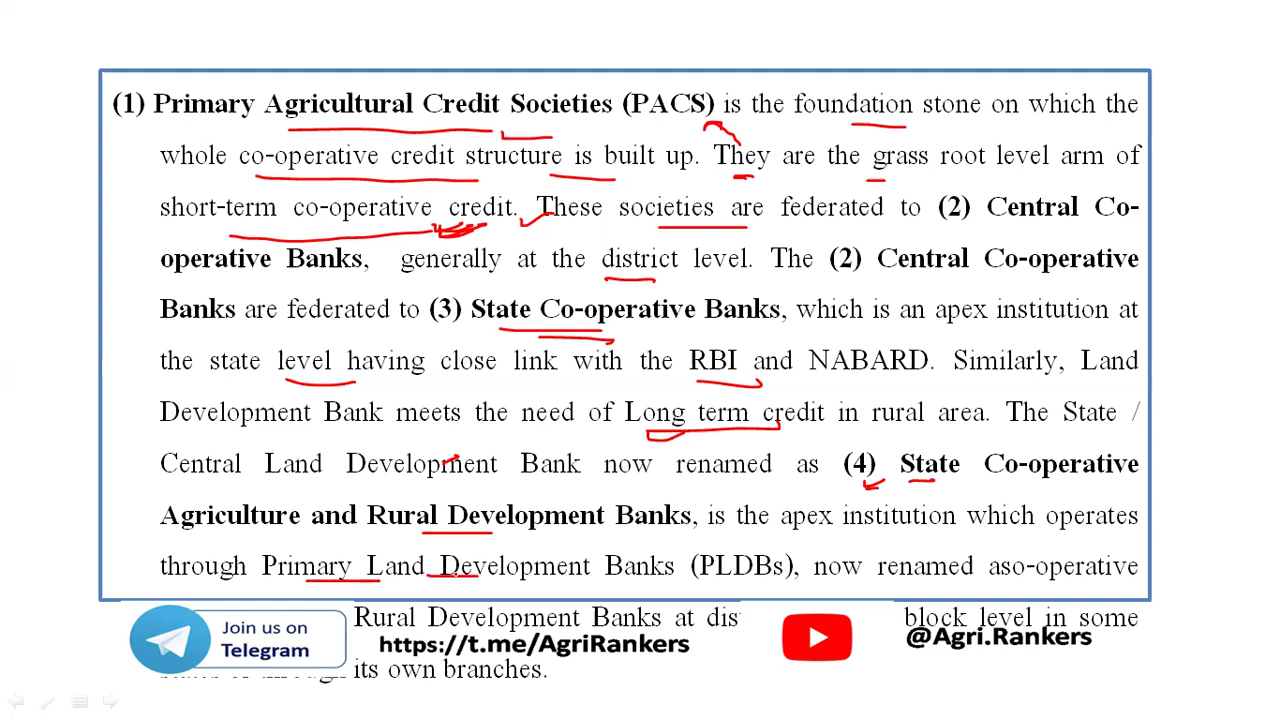 (1) Primary Agricultural Credit Societies (PACS) is the foundation stone on which the
whole co-operative credit structure is built up. They are the grass root level arm of
short-term co-operative credit. These societies are federated to (2) Central Co-
operative Banks, generally at the district level. The (2) Central Co-operative
Banks are federated to (3) State Co-operative Banks, which is an apex institution at
the state level having close link with the RBI and NABARD. Similarly, Land
Development Bank meets the need of Long term credit in rural area. The State /
Central Land Development Bank now renamed as (4) State Co-operative
Agriculture and Rural Development Banks, is the apex institution which operates
through Primary Land Development Banks (PLDBs), now renamed aso-operative
Rural Development Banks at dis block level in some
Join us on
Telegram
https://t.me/AgriRankers
@Agri.Rankers
its own branches.